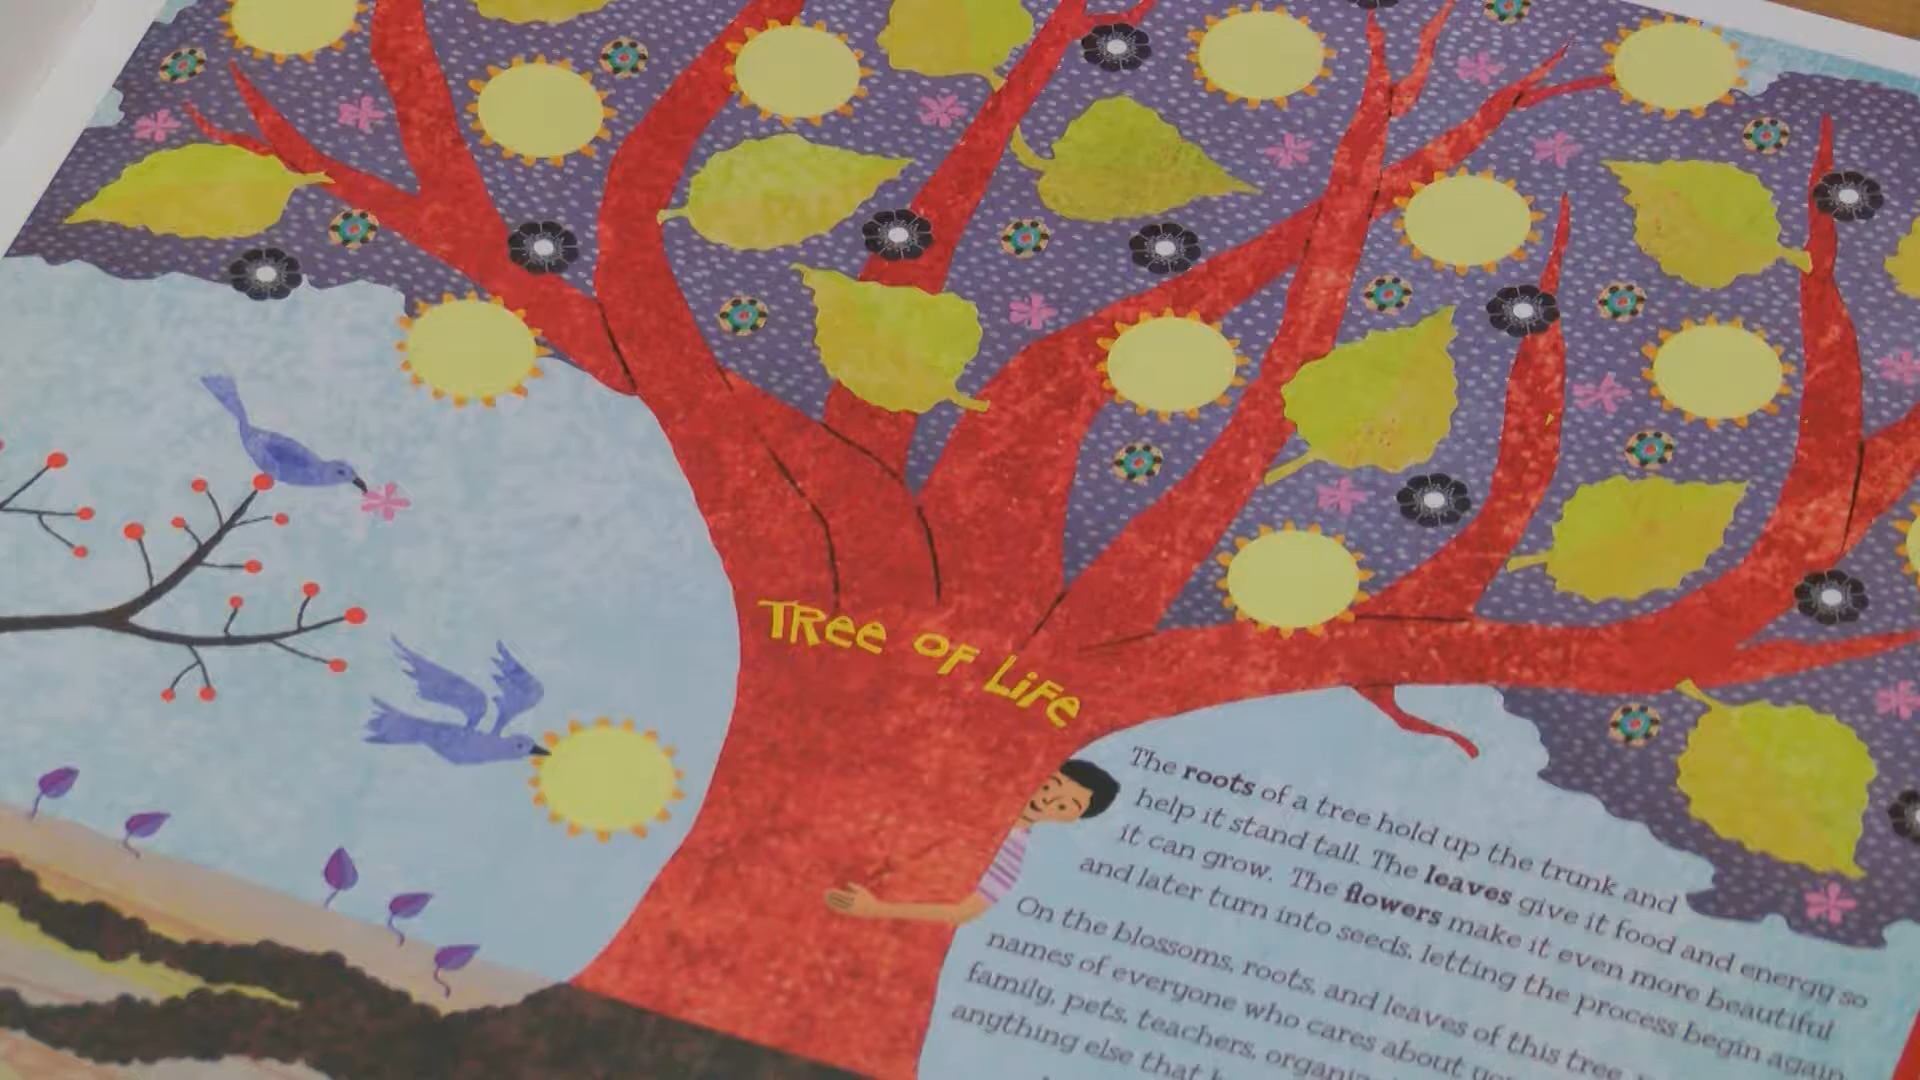 TRee of Life
The roots of a tree hold up the trunk and
help it stand tall. The leaves give it food and energy so
it can grow. The flowers make it even more beautiful
and later turn into seeds, letting the process begin again.
On the blossoms, roots, and leaves of this tree,
names of everyone who cares about
family, pets, teachers,
anything else that